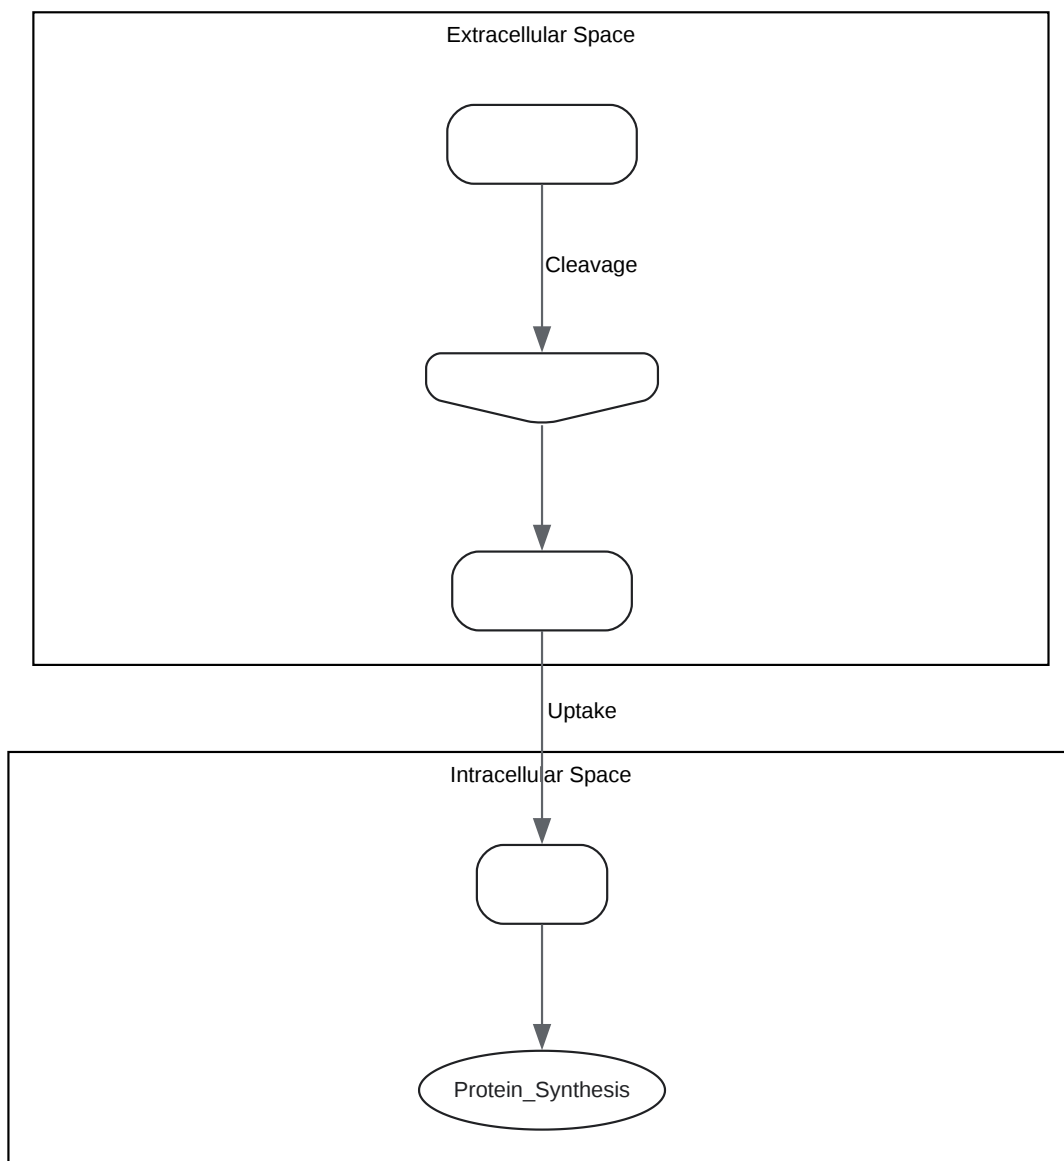 Extracellular Space
Cleavage
Uptake
Intracellular Space
Protein_Synthesis